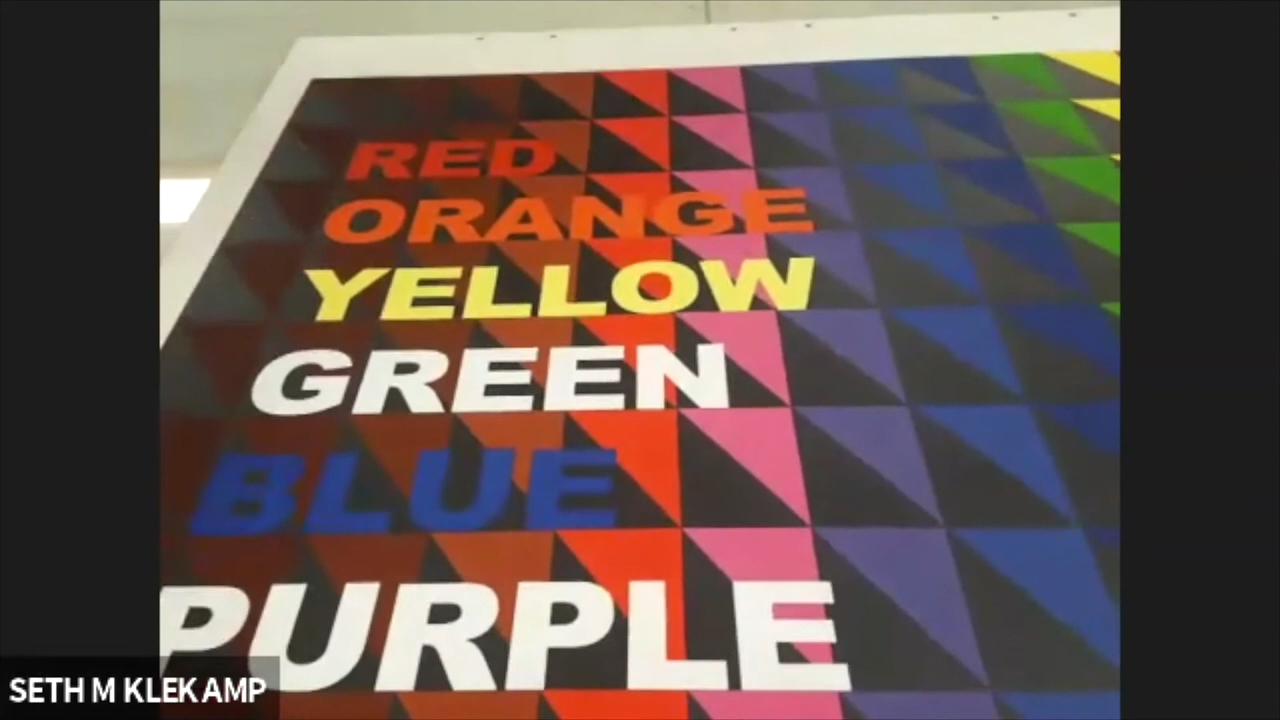 RED
ORANGE
YELLOW
GREEN
BLUE
PURPLE
SETH M KLEKAMP